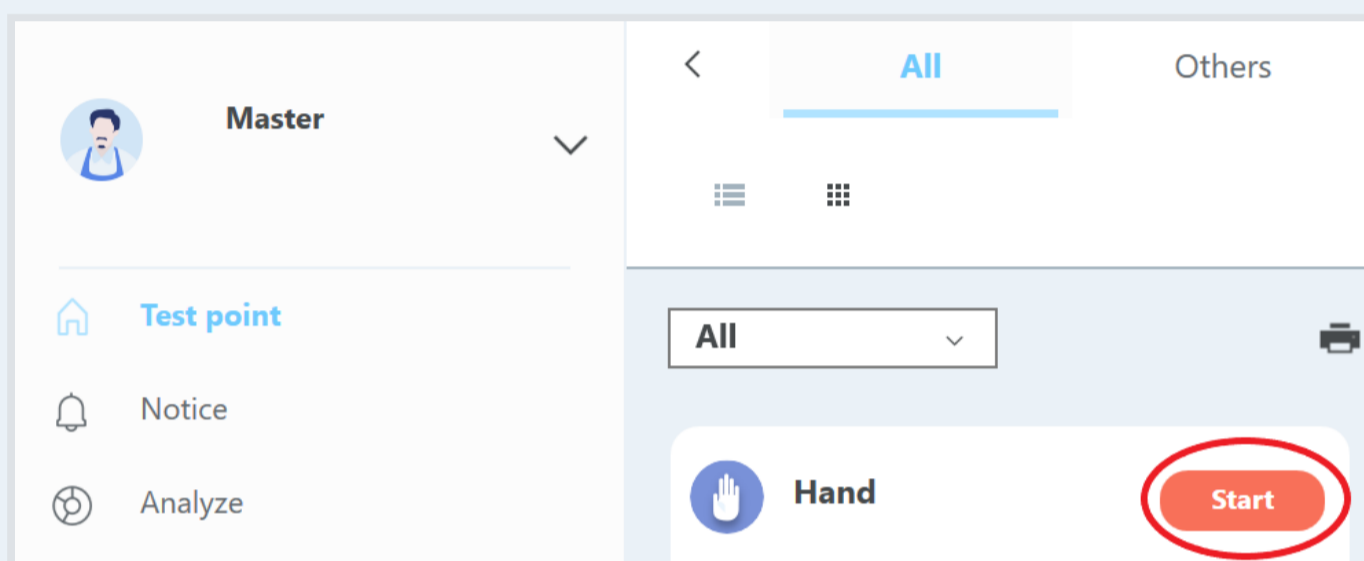 Master
Test point
Notice
Analyze
All
Others
All
Hand
Start